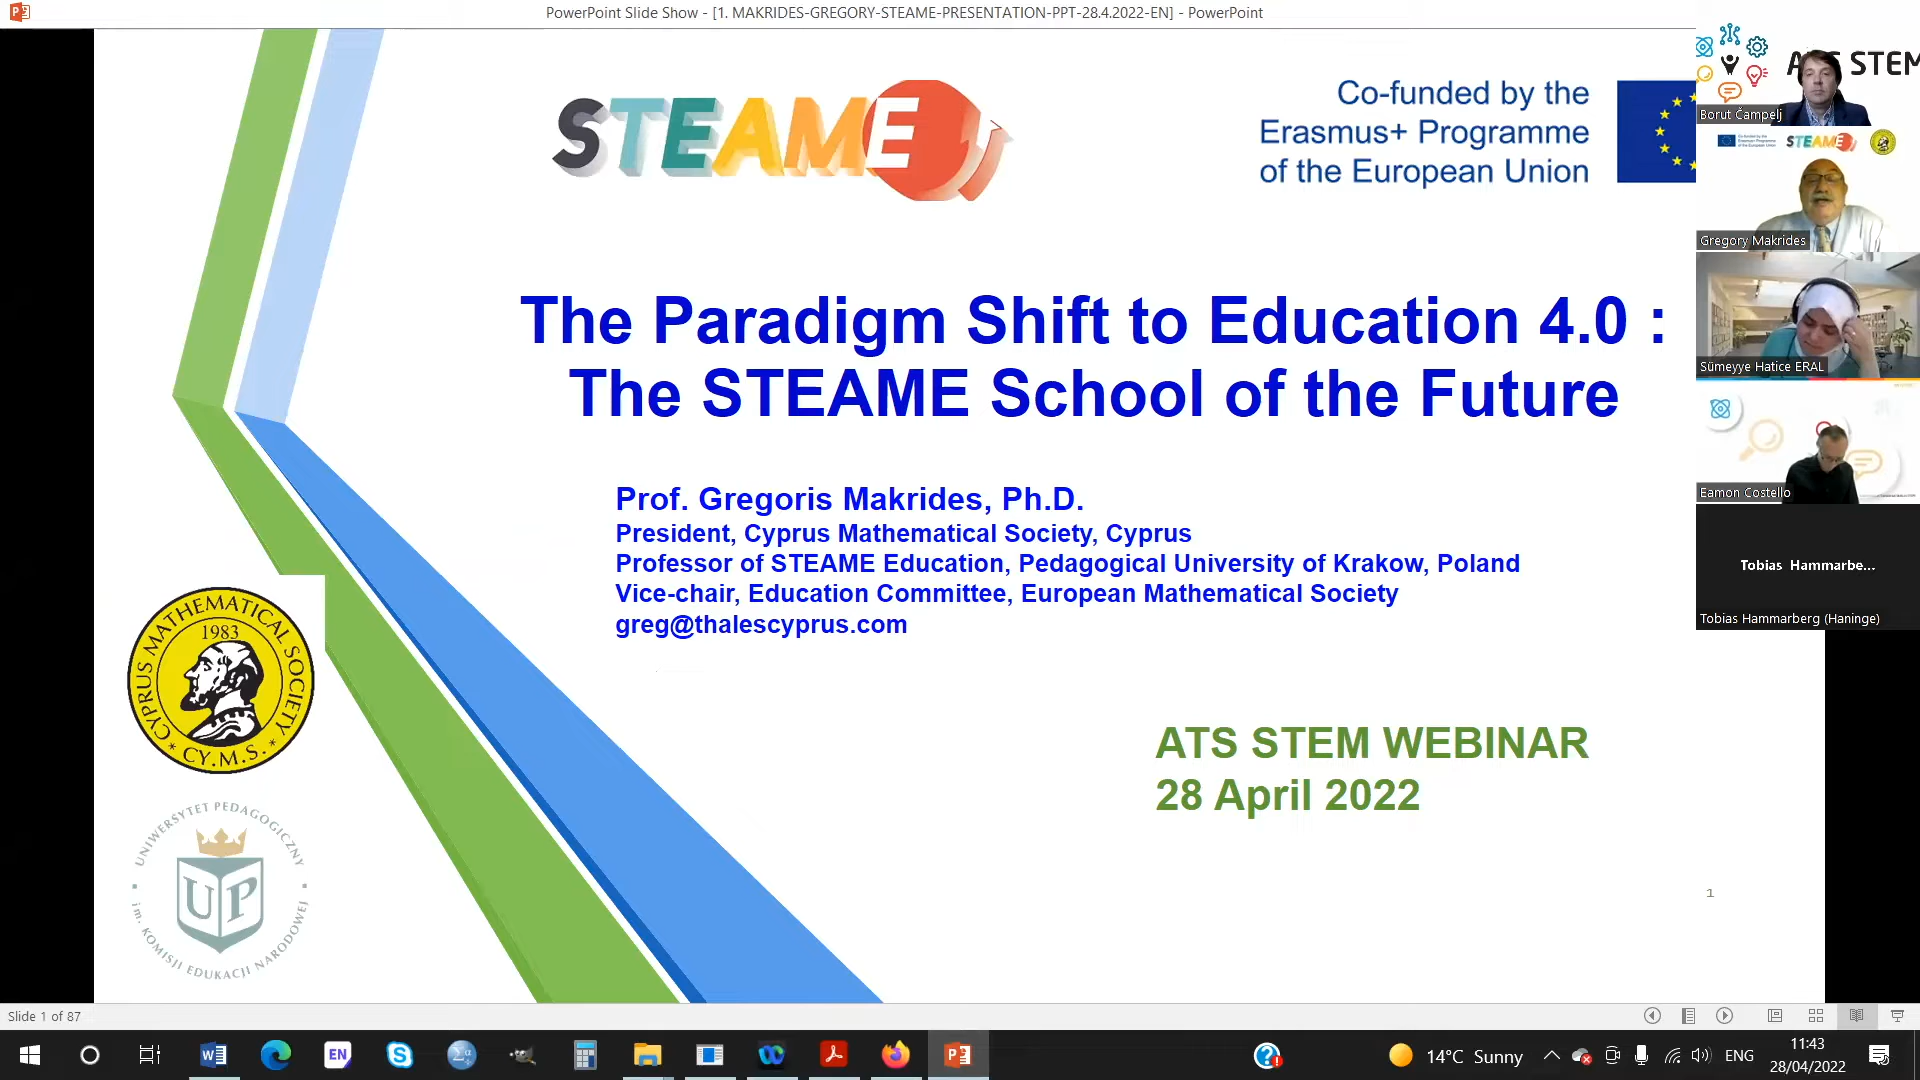 PowerPoint Slide Show - [1. MAKRIDES-GREGORY-STEAME-PRESENTATION-PPT-28.4.2022-EN] - PowerPoint
STEAME
Co-funded by the
Erasmus+ Programme
of the European Union
The Paradigm Shift to Education 4.0 :
The STEAME School of the Future
Prof. Gregoris Makrides, Ph.D.
President, Cyprus Mathematical Society, Cyprus
Professor of STEAME Education, Pedagogical University of Krakow, Poland
Vice-chair, Education Committee, European Mathematical Society
greg@thalescyprus.com
ATS STEM WEBINAR
28 April 2022
1
CYPRUS MATHEMATICAL SOCIETY
1983
* CY.M.S. *
UNIWERSYTET PEDAGOGICZNY
UP
im. KOMISJI EDUKACJI NARODOWEJ
STEM
Borut Čampelj
STEAME
Gregory Makrides
Sümeyye Hatice ERAL
Eamon Costello
Tobias Hammarbe...
Tobias Hammarberg (Haninge)
Slide 1 of 87
EN
14°C Sunny
ENG
11:43
28/04/2022